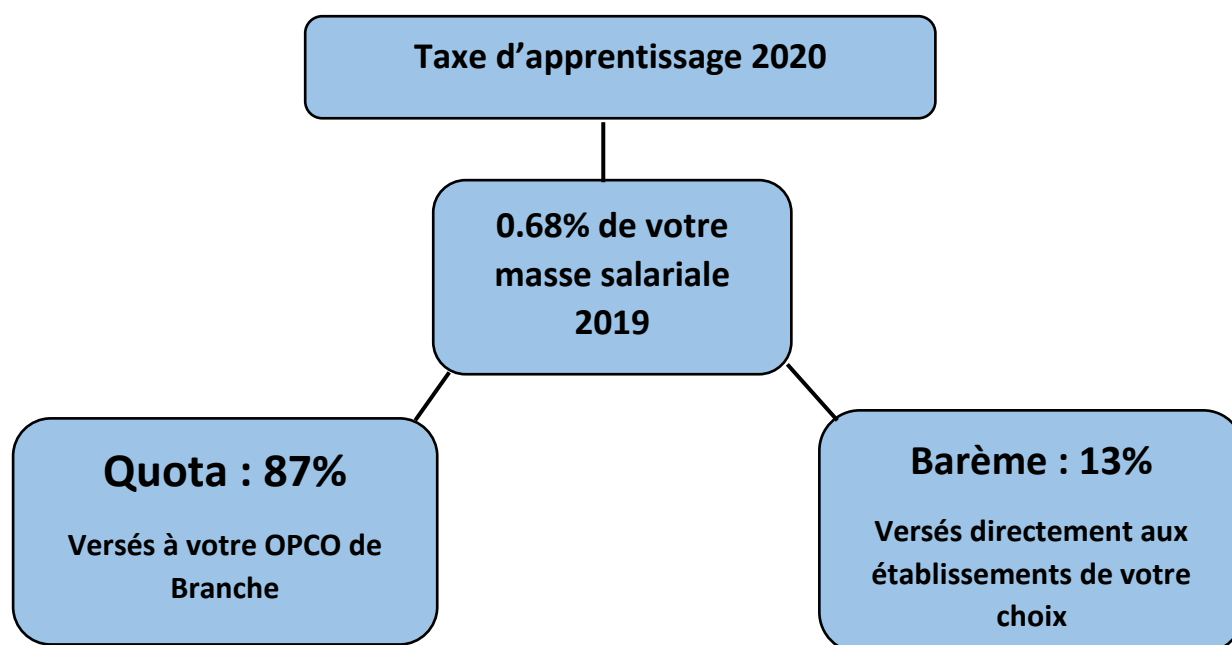 Taxe d’apprentissage 2020
0.68% de votre
masse salariale
2019
Quota : 87%
Versés à votre OPCO de
Branche
Barème : 13%
Versés directement aux
établissements de votre
choix